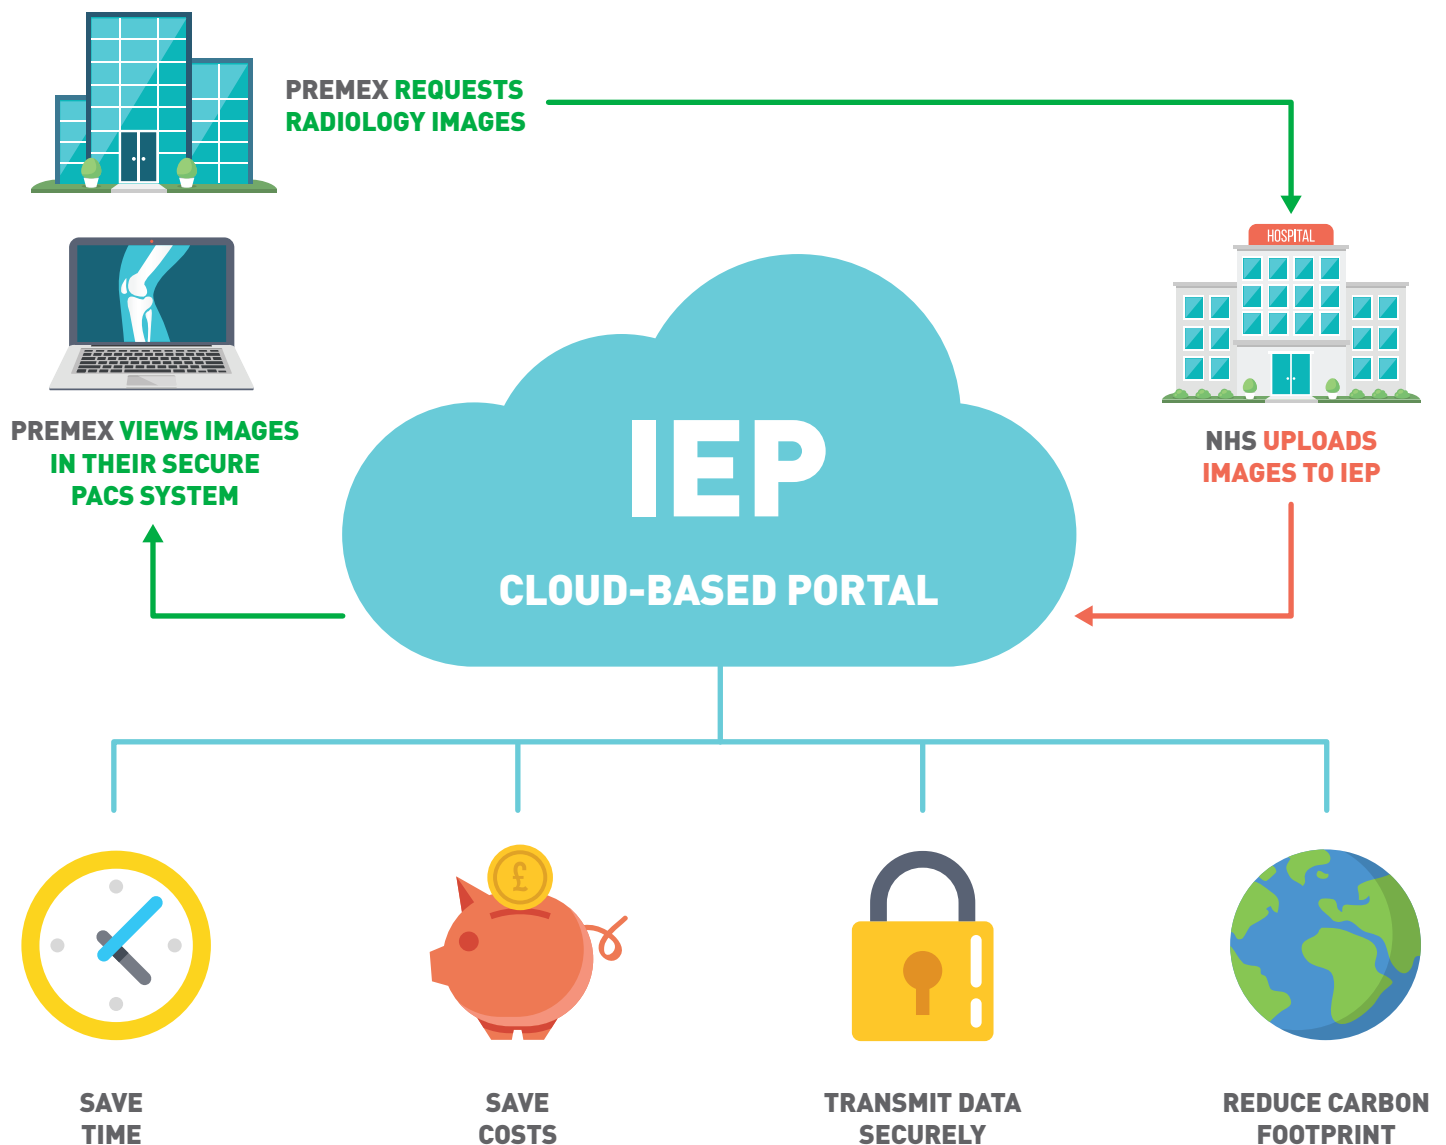 PREMEX REQUESTS
RADIOLOGY IMAGES
HOSPITAL
PREMEX VIEWS IMAGES
IN THEIR SECURE
PACS SYSTEM
NHS UPLOADS
IMAGES TO IEP
IEP
CLOUD-BASED PORTAL
£
SAVE
TIME
SAVE
COSTS
TRANSMIT DATA
SECURELY
REDUCE CARBON
FOOTPRINT